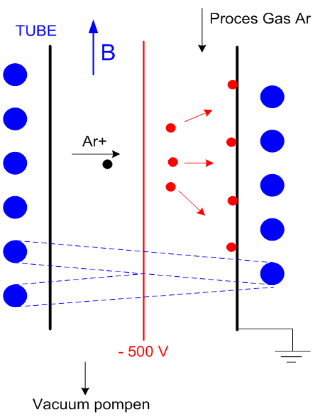 Proces Gas Ar
TUBE
B
Ar+
- 500 V
Vacuum pompen